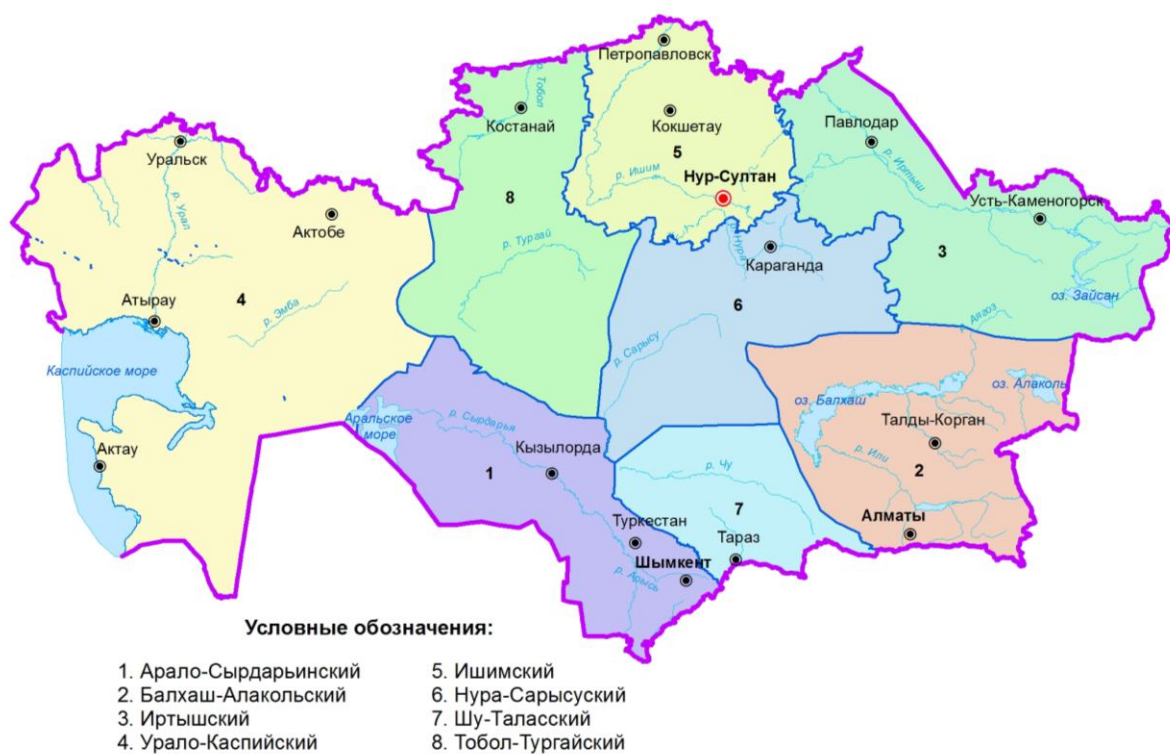 Петропавловск
р. Тобол
Костанай
Кокшетау
5
Павлодар
р. Иртыш
Уральск
р. Ишим
Нур-Султан
р. Урал
8
Усть-Каменогорск
Актобе
р. Тургай
р. Нура
Караганда
3
оз. Зайсан
4
Атырау
р. Эмба
6
Аягоз
р. Сарысу
Каспийское море
оз. Алаколь
оз. Балхаш
Аральское
море
р. Сырдарья
Талды-Корган
Актау
Кызылорда
1
р. Чу
р. Или
2
7
Туркестан
Алматы
Тараз
Шымкент
р. Арысь
Условные обозначения:
1. Арало-Сырдарьинский
2. Балхаш-Алакольский
3. Иртышский
4. Урало-Каспийский
5. Ишимский
6. Нура-Сарысуский
7. Шу-Таласский
8. Тобол-Тургайский